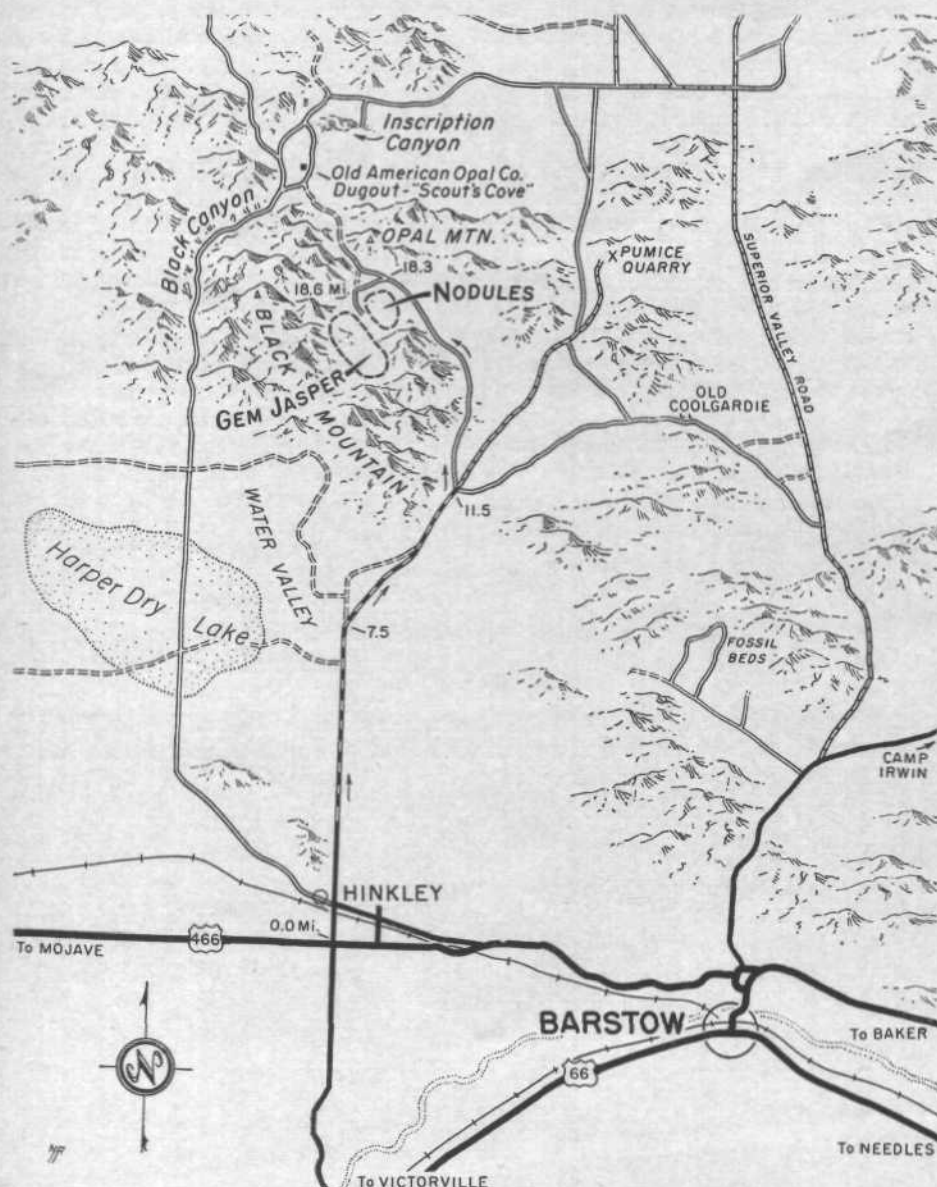 Inscription
Canyon
Old American Opal Co.
Dugout - "Scout's Cove"
Black Canyon
OPAL MTN.
18.3
18.6 Mi.
NODULES
PUMICE
QUARRY
SUPERIOR VALLEY ROAD
BLACK
MOUNTAIN
GEM JASPER
OLD
COOLGARDIE
11.5
WATER VALLEY
Harper Dry
Lake
7.5
FOSSIL
BEDS
CAMP
IRWIN
HINKLEY
0.0 Mi.
466
To MOJAVE
BARSTOW
To BAKER
66
N
To NEEDLES
To VICTORVILLE